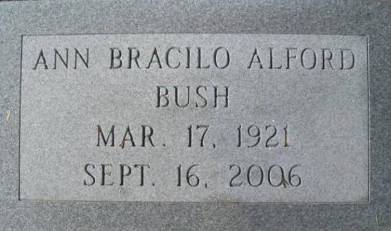 ANN BRACILO ALFORD
BUSH
MAR. 17, 1921
SEPT. 16, 2006